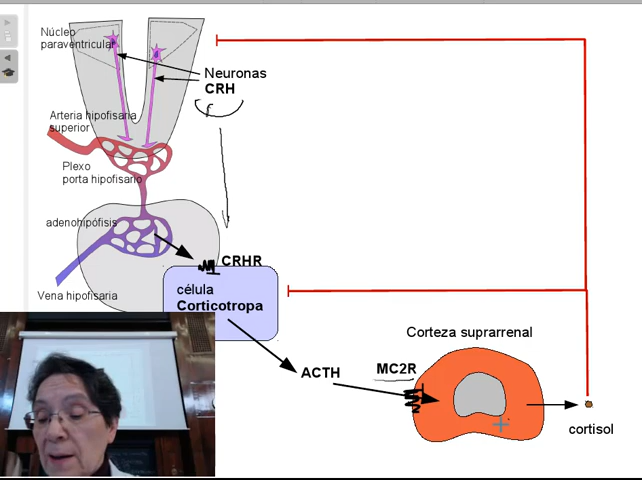 Núcleo
paraventricular
Neuronas
CRH
Arteria hipofisaria
superior
Plexo
porta hipofisario
adenohipófisis
CRHR
célula
Corticotropa
Vena hipofisaria
Corteza suprarrenal
ACTH
MC2R
cortisol